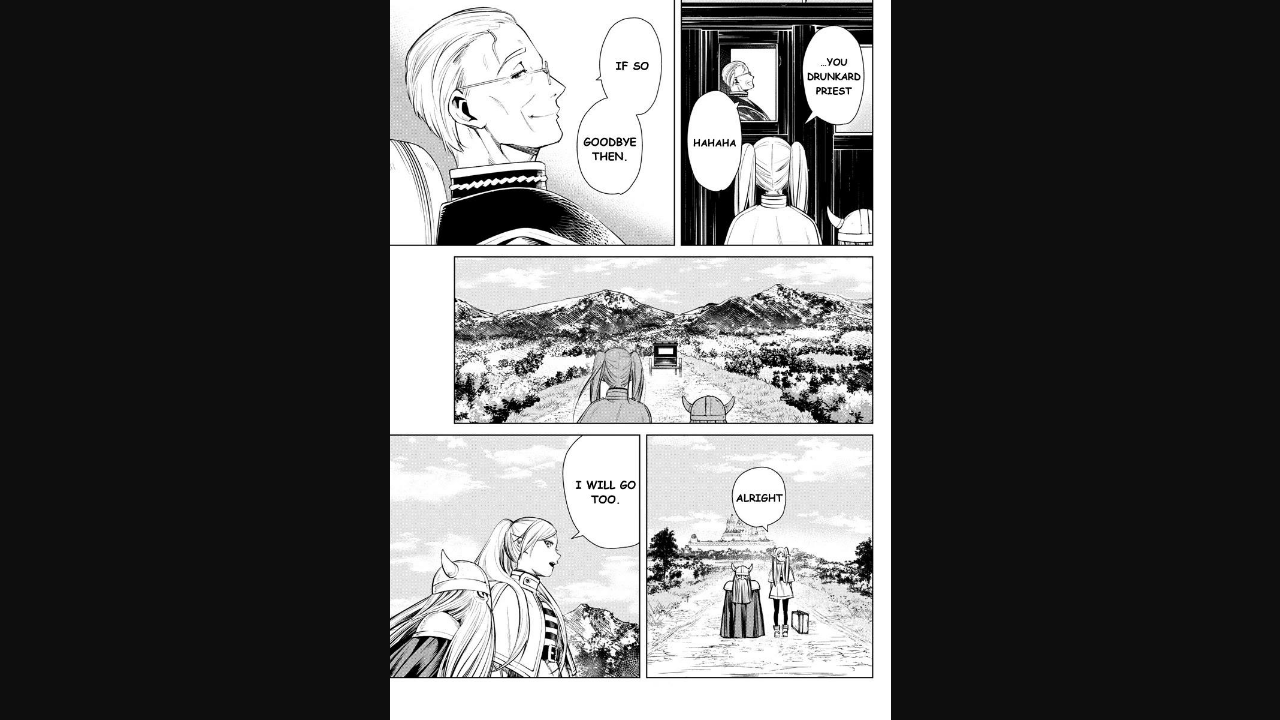 …YOU
DRUNKARD
PRIEST
HAHAHA
IF SO
GOODBYE
THEN.
ALRIGHT
I WILL GO
TOO.